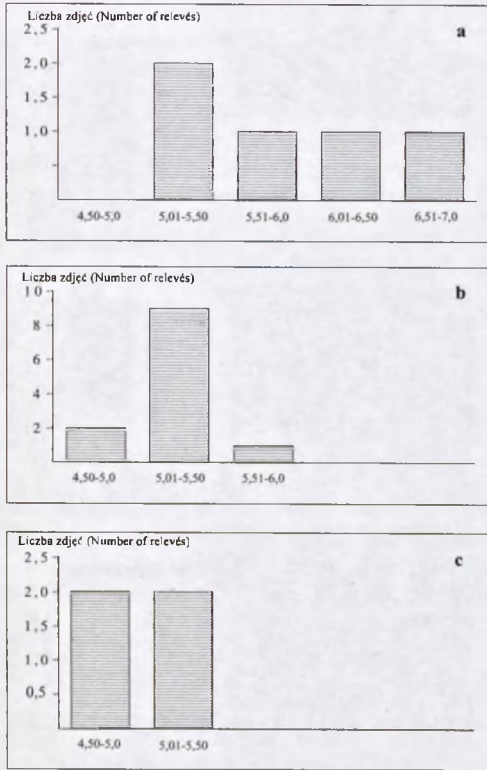 Liczba zdjęć (Number of relevés)
a
2,5
2,0
1,5
1,0
4,50-5,0 5,01-5,50 5,51-6,0 6,01-6,50 6,51-7,0
Liczba zdjęć (Number of relevés)
b
10
8
6
4
2
4,50-5,0 5,01-5,50 5,51-6,0
Liczba zdjęć (Number of relevés)
c
2,5
2,0
1,5
1,0
0,5
4,50-5,0 5,01-5,50